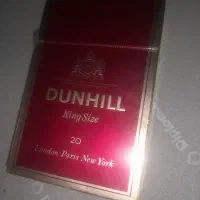 DUNHILL
King Size
20
London Paris New York